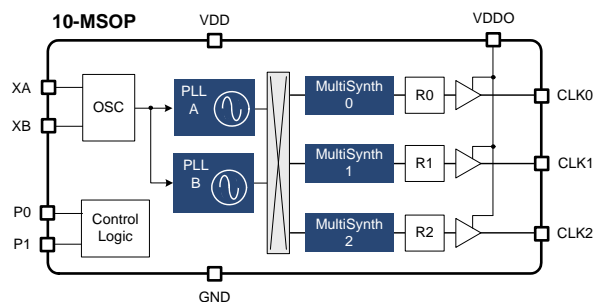 10-MSOP
VDD
VDDO
XA
XB
OSC
PLL
A
PLL
B
MultiSynth
0
R0
CLK0
MultiSynth
1
R1
CLK1
MultiSynth
2
R2
CLK2
P0
P1
Control
Logic
GND